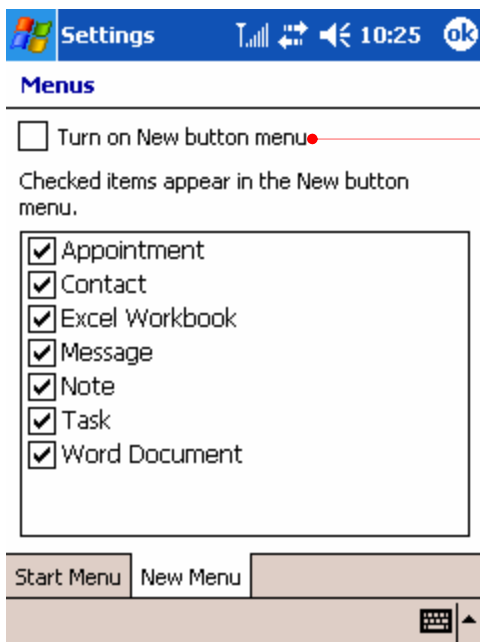 Settings 10:25 ok
Menus
Turn on New button menu
Checked items appear in the New button
menu.
Appointment
Contact
Excel Workbook
Message
Note
Task
Word Document
Start Menu New Menu